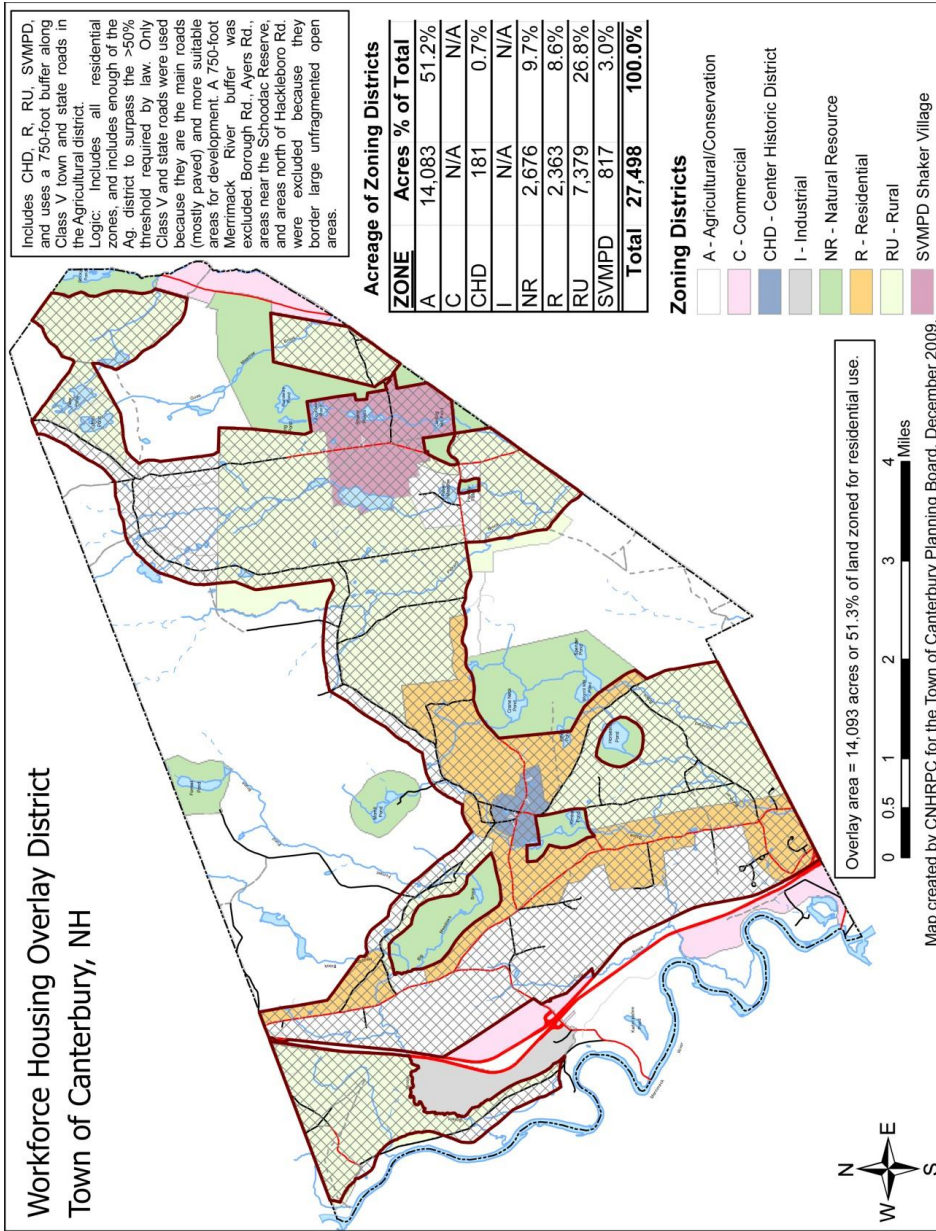 Workforce Housing Overlay District
Town of Canterbury, NH
Includes CHD, R, RU, SVMPD,
and uses a 750-foot buffer along
Class V town and state roads in
the Agricultural district.
Logic: Includes all residential
zones, and includes enough of the
Ag. district to surpass the >50%
threshold required by law. Only
Class V and state roads were used
because they are the main roads
(mostly paved) and more suitable
areas for development. A 750-foot
Merrimack River buffer was
excluded. Borough Rd., Ayers Rd.,
areas near the Schoodac Reserve,
and areas north of Hackleboro Rd.
were excluded because they
border large unfragmented open
areas.
Acreage of Zoning Districts
ZONE Acres % of Total
A 14,083 51.2%
C N/A N/A
CHD 181 0.7%
I N/A N/A
NR 2,676 9.7%
R 2,363 8.6%
RU 7,379 26.8%
SVMPD 817 3.0%
Total 27,498 100.0%
Zoning Districts
A - Agricultural/Conservation
C - Commercial
CHD - Center Historic District
I - Industrial
NR - Natural Resource
R - Residential
RU - Rural
SVMPD Shaker Village
Overlay area = 14,093 acres or 51.3% of land zoned for residential use.
0 0.5 1 2 3 4
Miles
Map created by CNHRPC for the Town of Canterbury Planning Board, December 2009.
N
W E
S